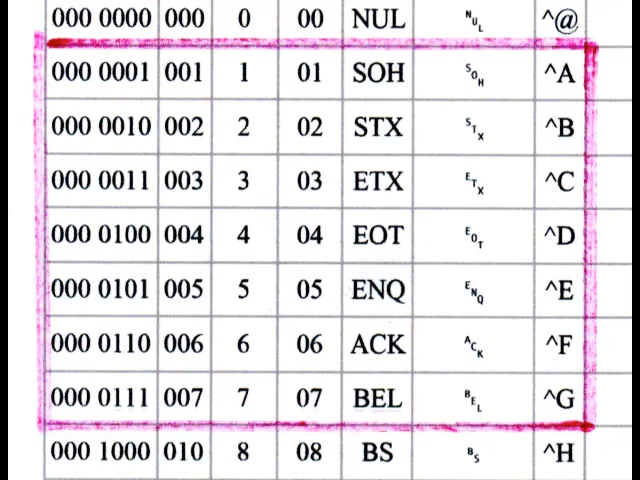 000 0000 000 0 00 NUL ␀ ^@
000 0001 001 1 01 SOH ␁ ^A
000 0010 002 2 02 STX ␂ ^B
000 0011 003 3 03 ETX ␃ ^C
000 0100 004 4 04 EOT ␄ ^D
000 0101 005 5 05 ENQ ␅ ^E
000 0110 006 6 06 ACK ␆ ^F
000 0111 007 7 07 BEL ␇ ^G
000 1000 010 8 08 BS ␈ ^H